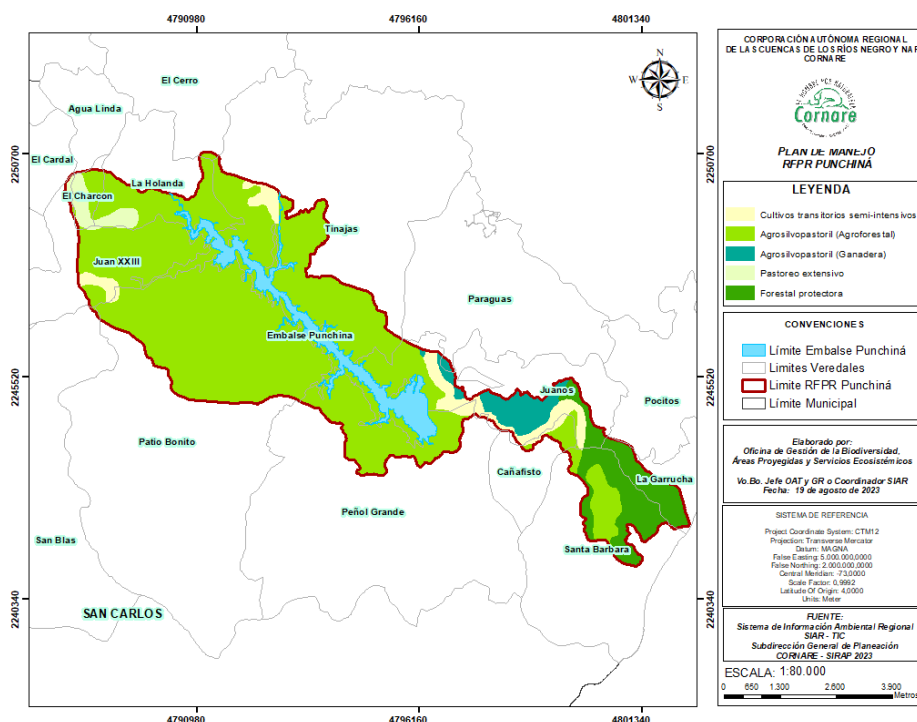 4790980 4796160 4801340
El Cerro
Agua Linda
El Cardal
La Holanda
El Charcon
Tinajas
Juan XXIII
Paraguas
Embalse Punchina
Juanos
Pocitos
Patio Bonito
Cañafisto
La Garrucha
Peñol Grande
San Blas
Santa Barbara
SAN CARLOS
N
W E
S
2250700 2250700
2245520 2245520
2240340 2240340
4790980 4796160 4801340
CORPORACIÓN AUTÓNOMA REGIONAL
DE LAS CUENCAS DE LOS RÍOS NEGRO Y NAR
CORNARE
Cornare
PLAN DE MANEJO
RFPR PUNCHINÁ
LEYENDA
Cultivos transitorios semi-intensivos
Agrosilvopastoril (Agroforestal)
Agrosilvopastoril (Ganadera)
Pastoreo extensivo
Forestal protectora
CONVENCIONES
Límite Embalse Punchiná
Limites Veredales
Limite RFPR Punchiná
Límite Municipal
Elaborado por:
Oficina de Gestión de la Biodiversidad,
Áreas Proyegidas y Servicios Ecosistémicos
Vo.Bo. Jefe OAT y GR o Coordinador SIAR
Fecha: 19 de agosto de 2023
SISTEMA DE REFERENCIA
Project Coordinate System: CTM12
Projection: Transverse Mercator
Datum: MAGNA
False Easting: 5.000.000,0000
False Northing: 2.000.000,0000
Central Meridian: -73,0000
Scale Factor: 0,9992
Latitude Of Origin: 4,0000
Units: Meter
FUENTE:
Sistema de Información Ambiental Regional
SIAR - TIC
Subdirección General de Planeación
CORNARE - SIRAP 2023
ESCALA: 1:80.000
0 650 1.300 2.600 3.900
Metros